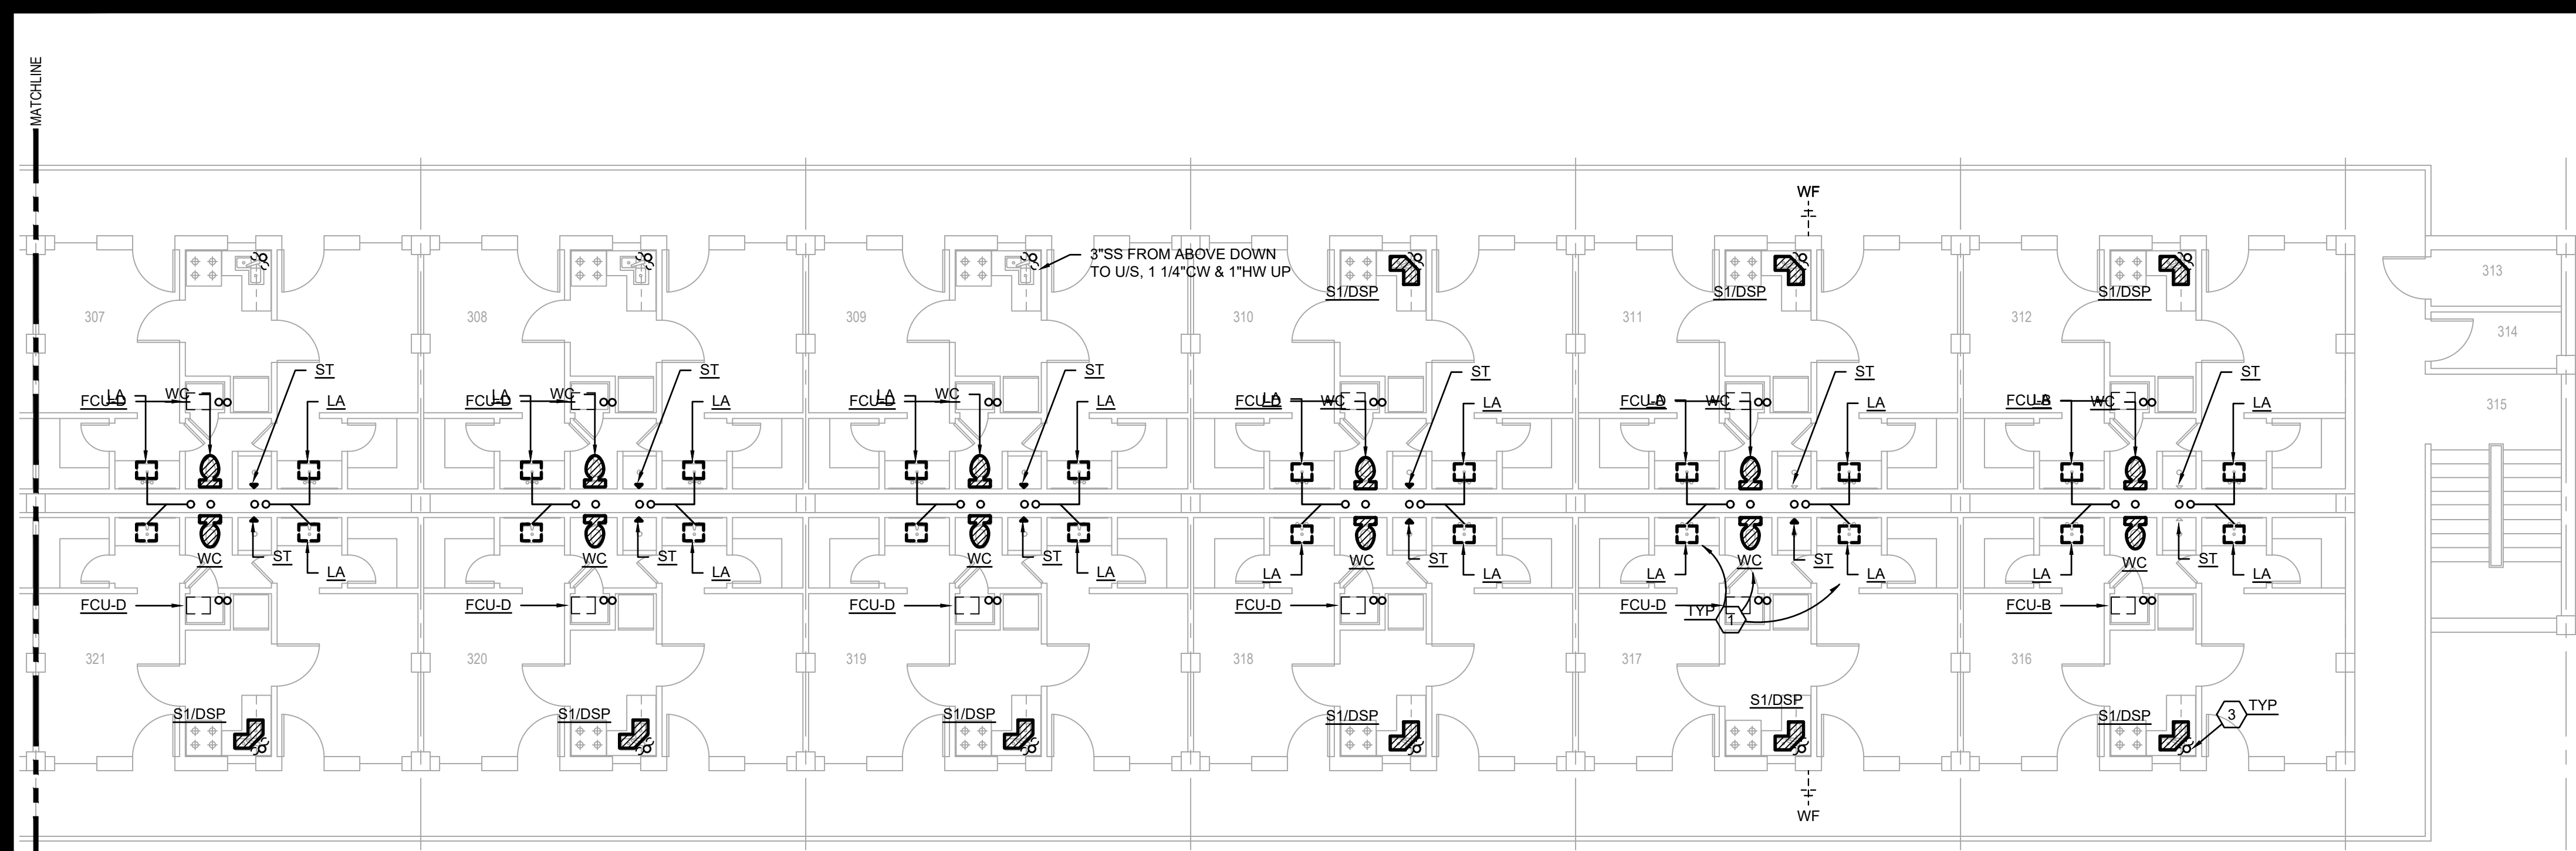 MATCHLINE
WF
3"SS FROM ABOVE DOWN
TO U/S, 1 1/4"CW & 1"HW UP
S1/DSP
S1/DSP
S1/DSP
307
308
309
310
311
312
313
314
315
ST
ST
ST
ST
ST
ST
FCU-D
LA
WC
LA
FCU-D
LA
WC
LA
FCU-D
LA
WC
LA
FCU-D
LA
WC
LA
FCU-B
LA
WC
LA
FCU-B
LA
WC
LA
WC
ST
LA
WC
ST
LA
WC
ST
LA
LA
WC
ST
LA
LA
WC
ST
LA
LA
WC
ST
LA
FCU-D
FCU-D
FCU-D
FCU-D
FCU-D
TYP
1
FCU-B
321
320
319
318
317
316
S1/DSP
S1/DSP
S1/DSP
S1/DSP
S1/DSP
S1/DSP
3
TYP
WF